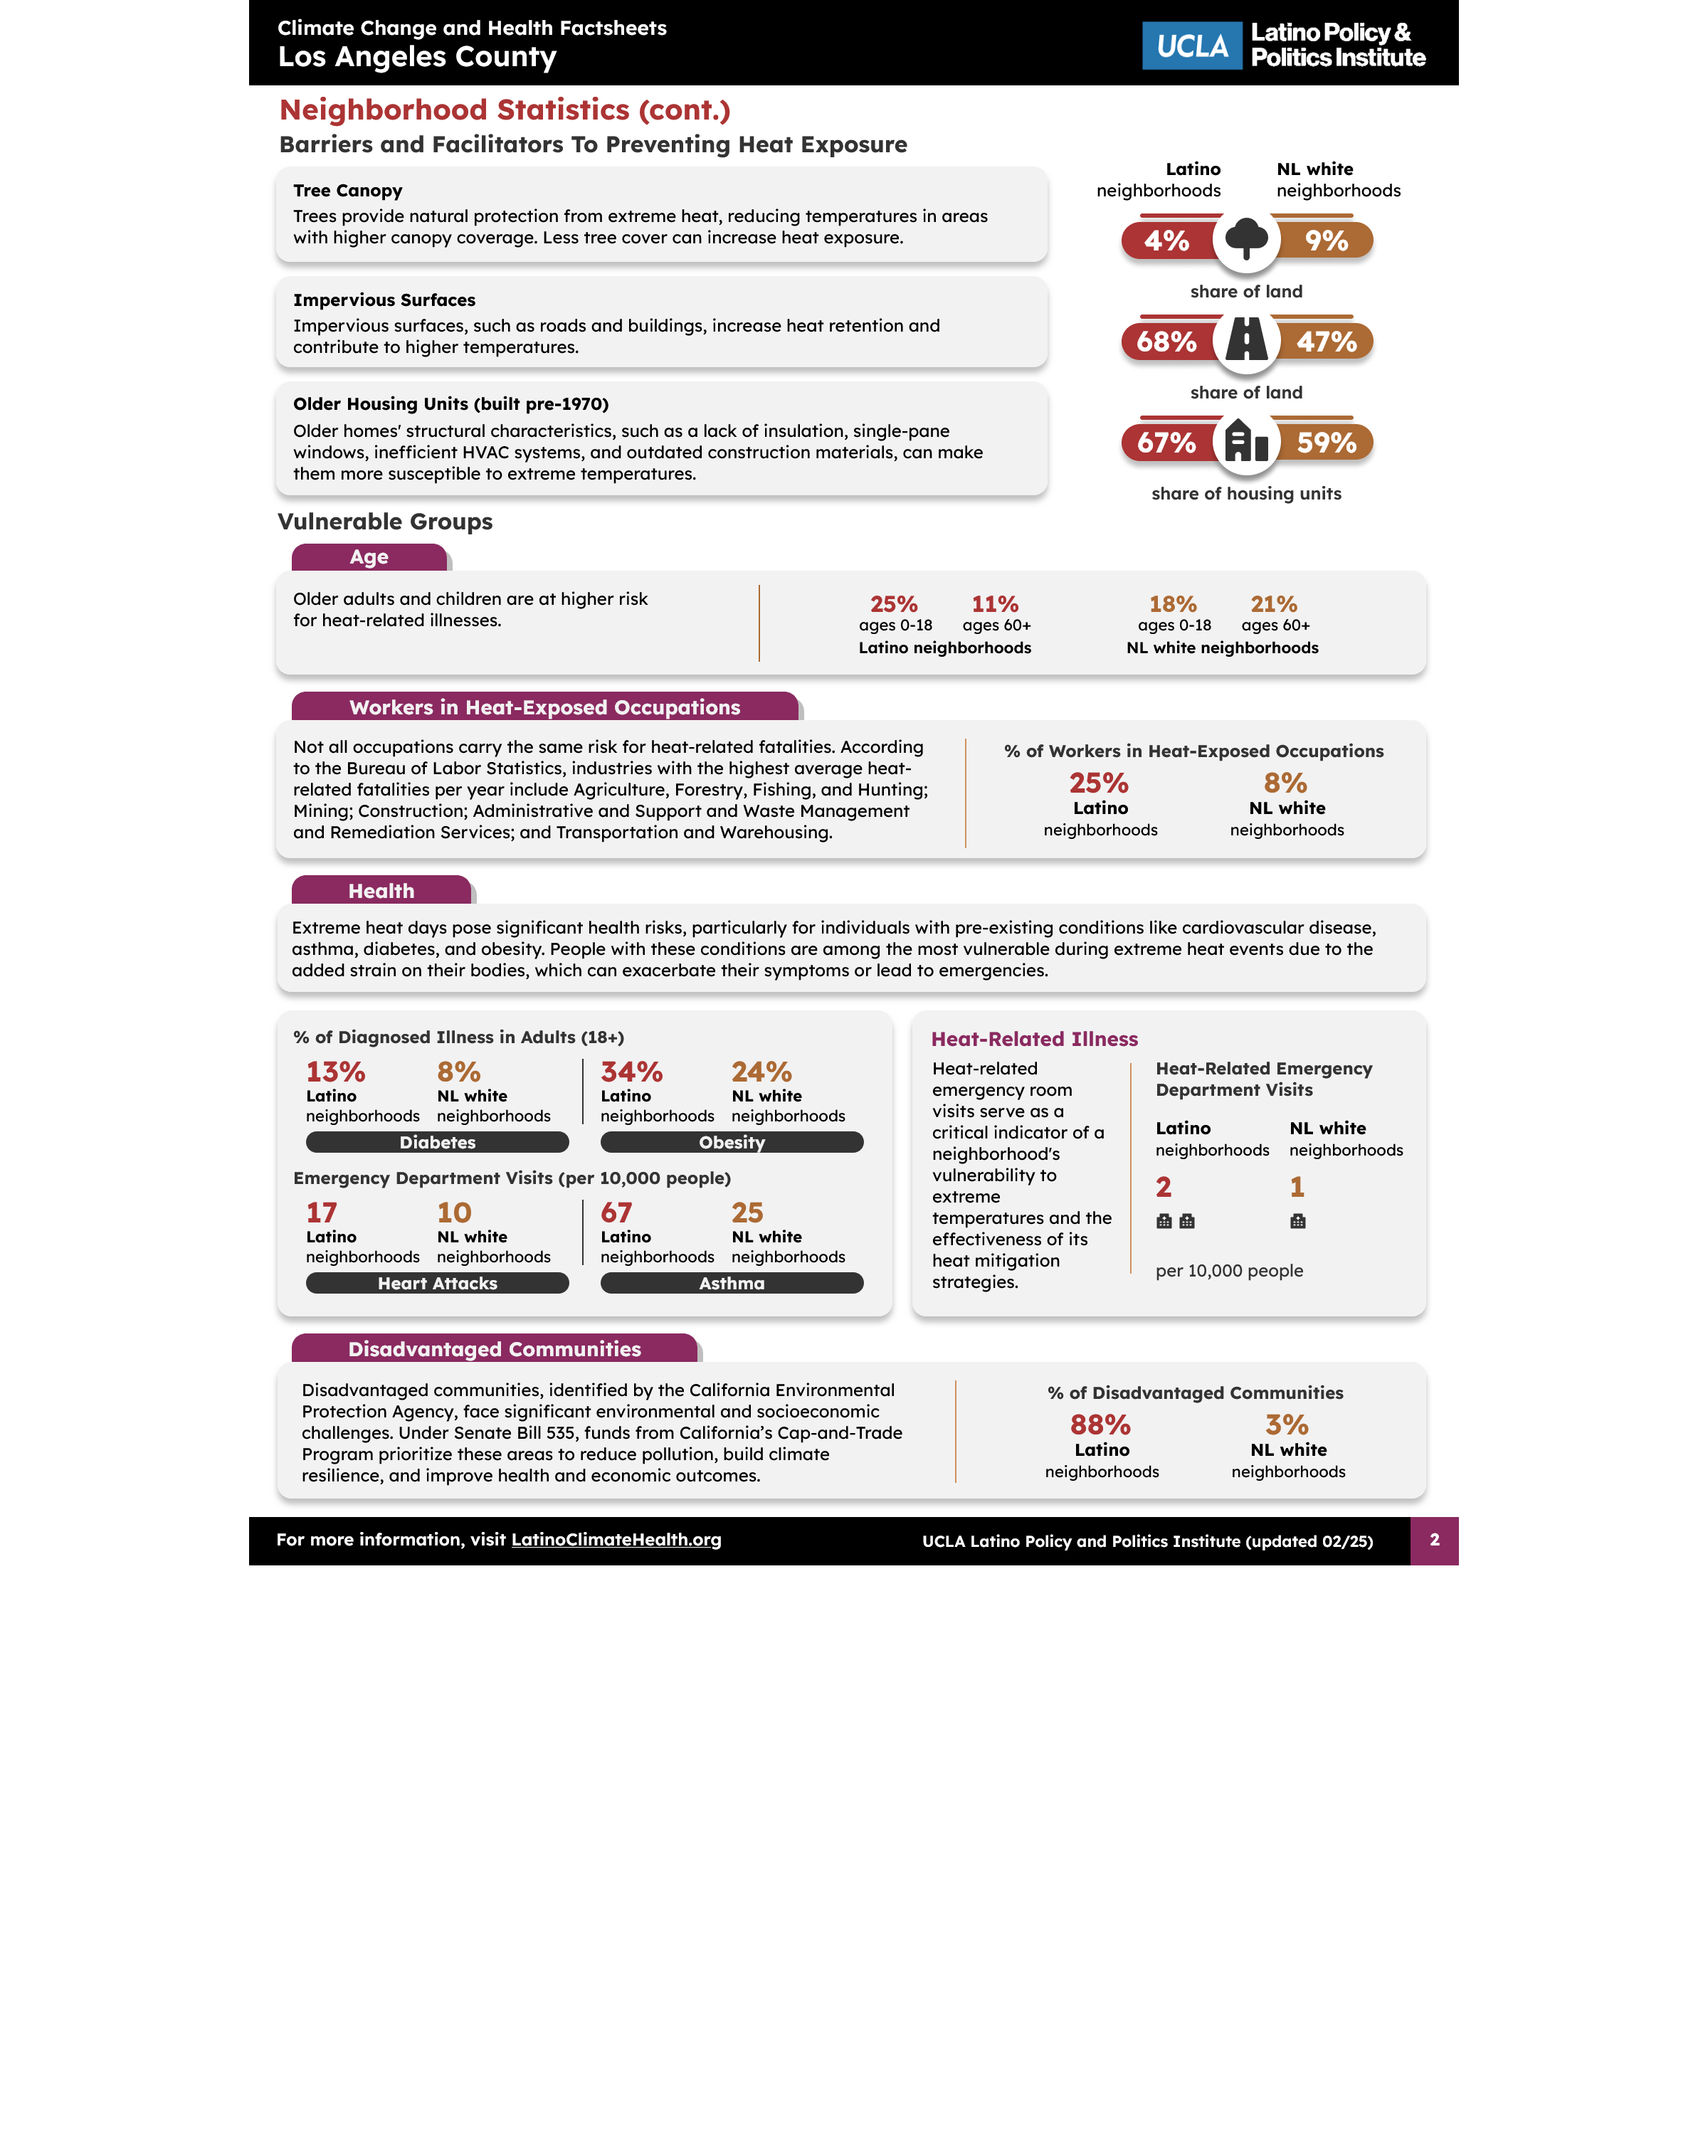 Climate Change and Health Factsheets
Los Angeles County
UCLA
Latino Policy &
Politics Institute
Neighborhood Statistics (cont.)
Barriers and Facilitators To Preventing Heat Exposure
Tree Canopy
Trees provide natural protection from extreme heat, reducing temperatures in areas
with higher canopy coverage. Less tree cover can increase heat exposure.
Impervious Surfaces
Impervious surfaces, such as roads and buildings, increase heat retention and
contribute to higher temperatures.
Older Housing Units (built pre-1970)
Older homes' structural characteristics, such as a lack of insulation, single-pane
windows, inefficient HVAC systems, and outdated construction materials, can make
them more susceptible to extreme temperatures.
Latino NL white
neighborhoods neighborhoods
4% 9%
share of land
68% 47%
share of land
67% 59%
share of housing units
Vulnerable Groups
Age
Older adults and children are at higher risk
for heat-related illnesses.
25% 11% 18% 21%
ages 0-18 ages 60+ ages 0-18 ages 60+
Latino neighborhoods NL white neighborhoods
Workers in Heat-Exposed Occupations
Not all occupations carry the same risk for heat-related fatalities. According
to the Bureau of Labor Statistics, industries with the highest average heat-
related fatalities per year include Agriculture, Forestry, Fishing, and Hunting;
Mining; Construction; Administrative and Support and Waste Management
and Remediation Services; and Transportation and Warehousing.
% of Workers in Heat-Exposed Occupations
25% 8%
Latino NL white
neighborhoods neighborhoods
Health
Extreme heat days pose significant health risks, particularly for individuals with pre-existing conditions like cardiovascular disease,
asthma, diabetes, and obesity. People with these conditions are among the most vulnerable during extreme heat events due to the
added strain on their bodies, which can exacerbate their symptoms or lead to emergencies.
% of Diagnosed Illness in Adults (18+)
13% 8% 34% 24%
Latino NL white Latino NL white
neighborhoods neighborhoods neighborhoods neighborhoods
Diabetes Obesity
Emergency Department Visits (per 10,000 people)
17 10 67 25
Latino NL white Latino NL white
neighborhoods neighborhoods neighborhoods neighborhoods
Heart Attacks Asthma
Heat-Related Illness
Heat-related
emergency room
visits serve as a
critical indicator of a
neighborhood's
vulnerability to
extreme
temperatures and the
effectiveness of its
heat mitigation
strategies.
Heat-Related Emergency
Department Visits
Latino NL white
neighborhoods neighborhoods
2 1
per 10,000 people
Disadvantaged Communities
Disadvantaged communities, identified by the California Environmental
Protection Agency, face significant environmental and socioeconomic
challenges. Under Senate Bill 535, funds from California’s Cap-and-Trade
Program prioritize these areas to reduce pollution, build climate
resilience, and improve health and economic outcomes.
% of Disadvantaged Communities
88% 3%
Latino NL white
neighborhoods neighborhoods
For more information, visit LatinoClimateHealth.org
UCLA Latino Policy and Politics Institute (updated 02/25)
2